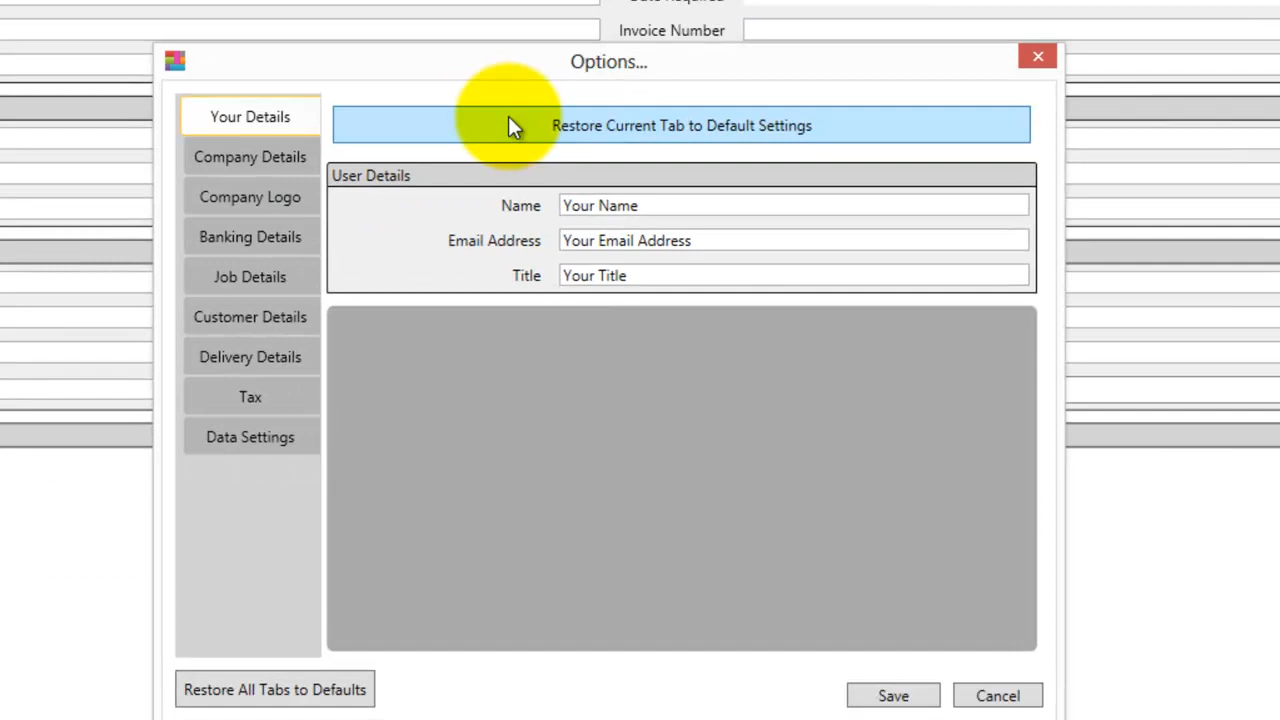 Date Required
Invoice Number
Options...
Your Details
Company Details
Company Logo
Banking Details
Job Details
Customer Details
Delivery Details
Tax
Data Settings
Restore Current Tab to Default Settings
User Details
Name Your Name
Email Address Your Email Address
Title Your Title
Restore All Tabs to Defaults
Save
Cancel